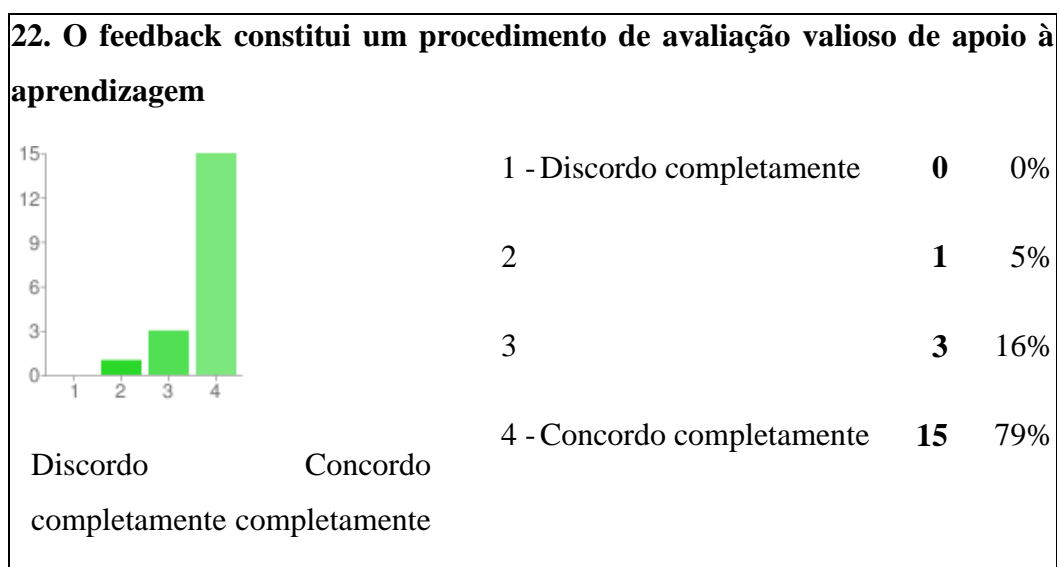 22. O feedback constitui um procedimento de avaliação valioso de apoio à
aprendizagem
15
12
9
6
3
0
1 2 3 4
Discordo Concordo
completamente completamente
1 - Discordo completamente 0 0%
2 1 5%
3 3 16%
4 - Concordo completamente 15 79%